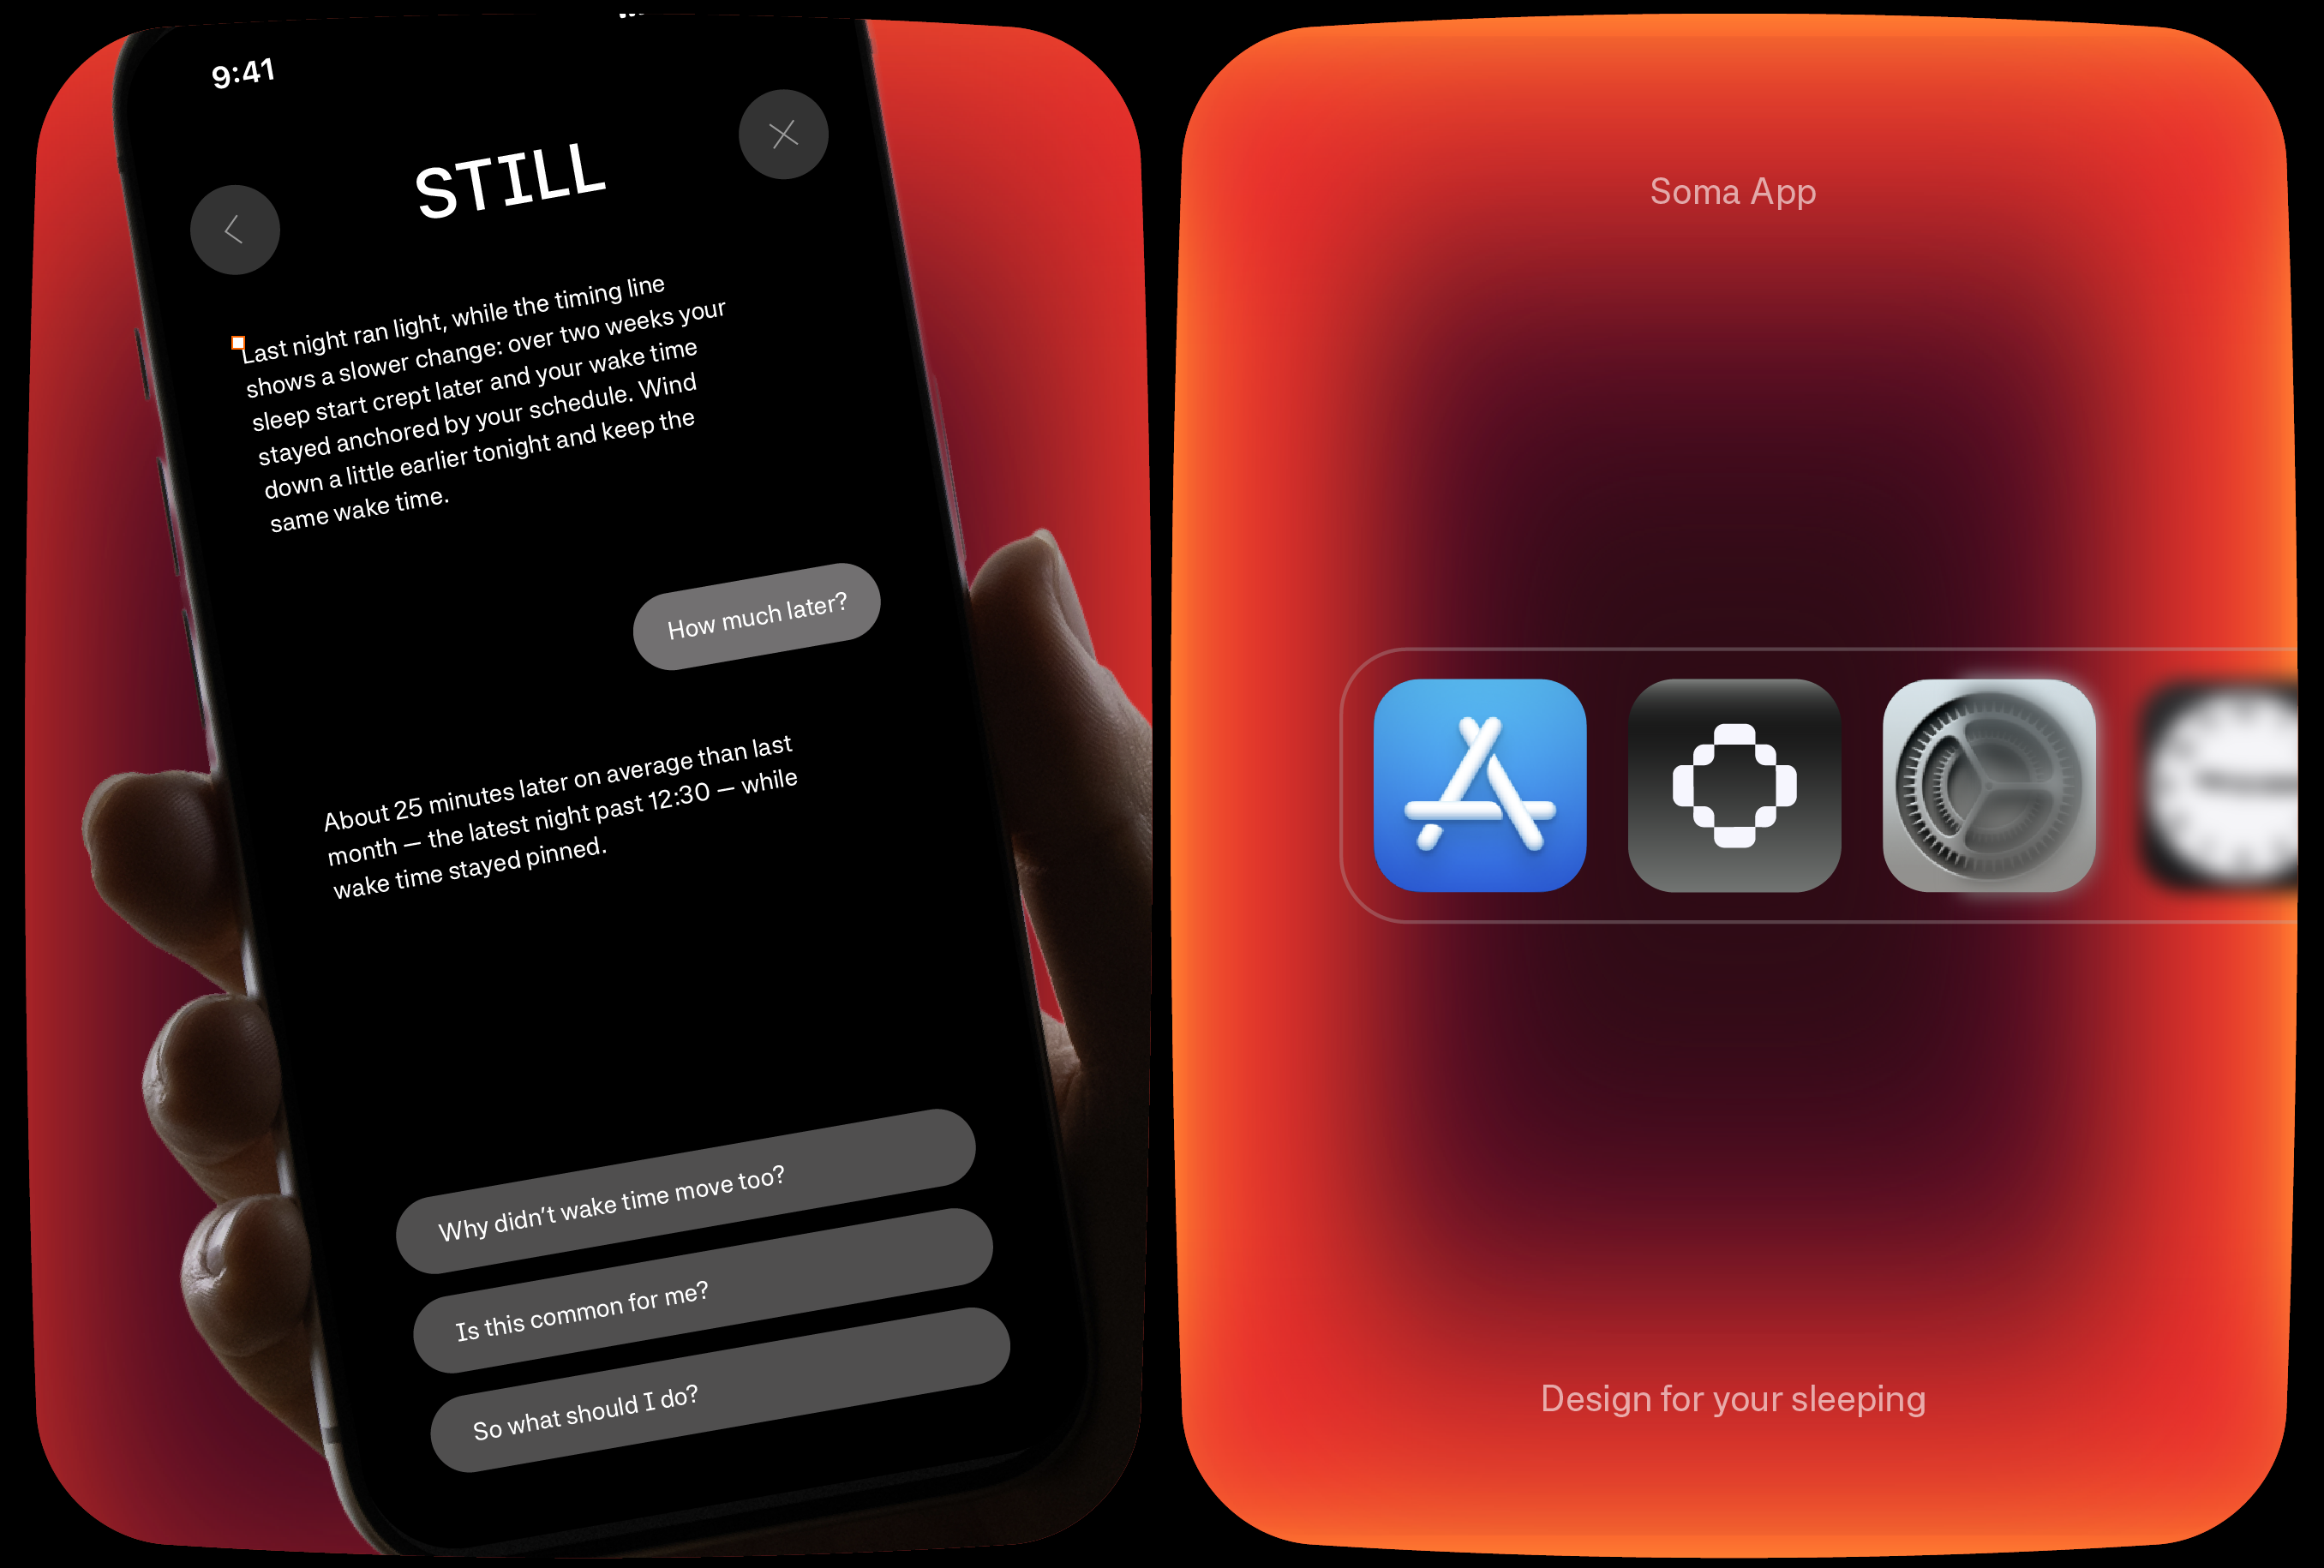 9:41
STILL
Last night ran light, while the timing line
shows a slower change: over two weeks your
sleep start crept later and your wake time
stayed anchored by your schedule. Wind
down a little earlier tonight and keep the
same wake time.
How much later?
About 25 minutes later on average than last
month — the latest night past 12:30 — while
wake time stayed pinned.
Why didn’t wake time move too?
Is this common for me?
So what should I do?
Soma App
Design for your sleeping